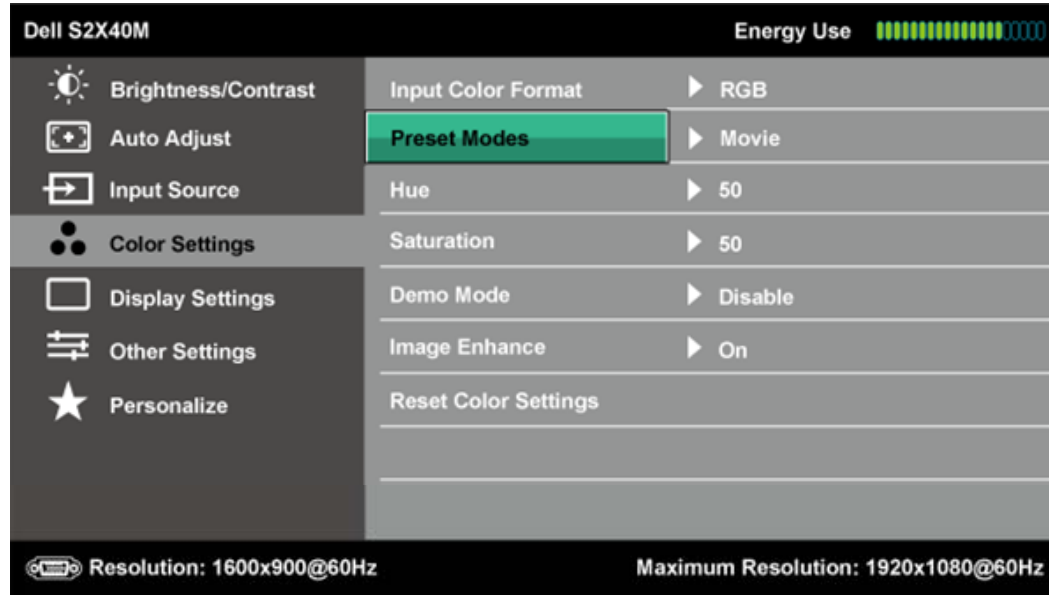 Dell S2X40M Energy Use
Brightness/Contrast
Auto Adjust
Input Source
Color Settings
Display Settings
Other Settings
Personalize
Input Color Format RGB
Preset Modes Movie
Hue 50
Saturation 50
Demo Mode Disable
Image Enhance On
Reset Color Settings
Resolution: 1600x900@60Hz Maximum Resolution: 1920x1080@60Hz